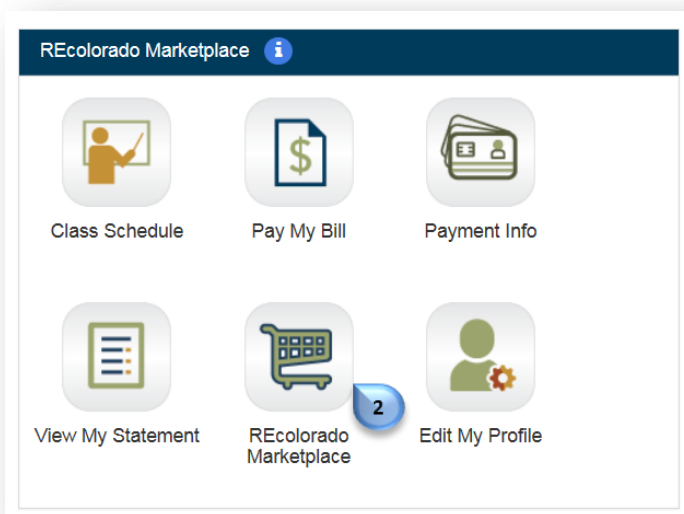 REcolorado Marketplace i
$
Class Schedule
Pay My Bill
Payment Info
2
View My Statement
REcolorado
Marketplace
Edit My Profile